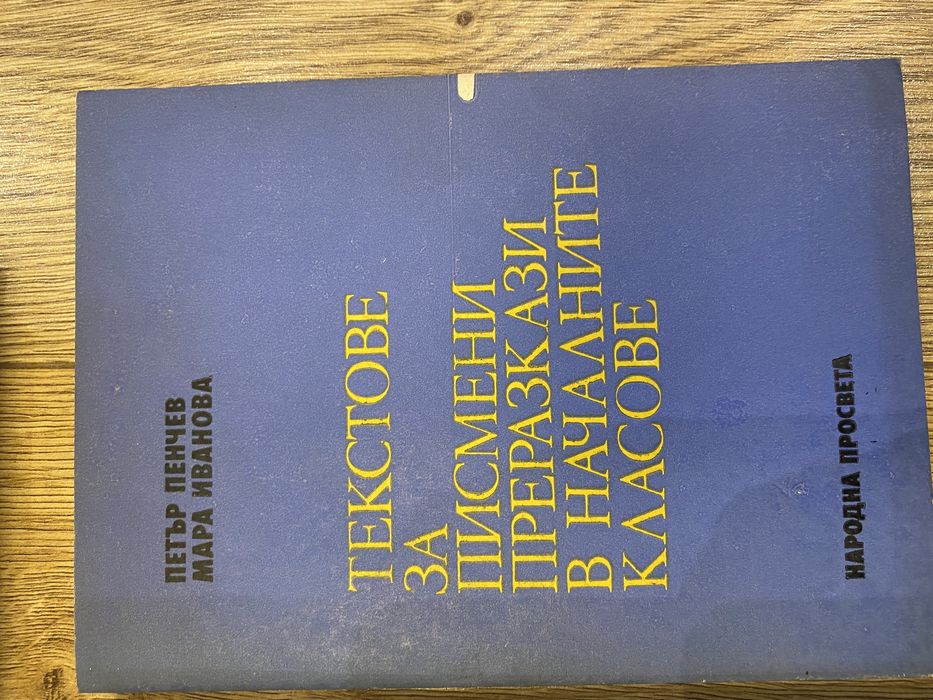 ПЕТЪР ПЕНЧЕВ
МАРА ИВАНОВА
ТЕКСТОВЕ
ЗА
ПИСМЕНИ
ПРЕРАЗКАЗИ
В НАЧАЛНИТЕ
КЛАСОВЕ
НАРОДНА ПРОСВЕТА